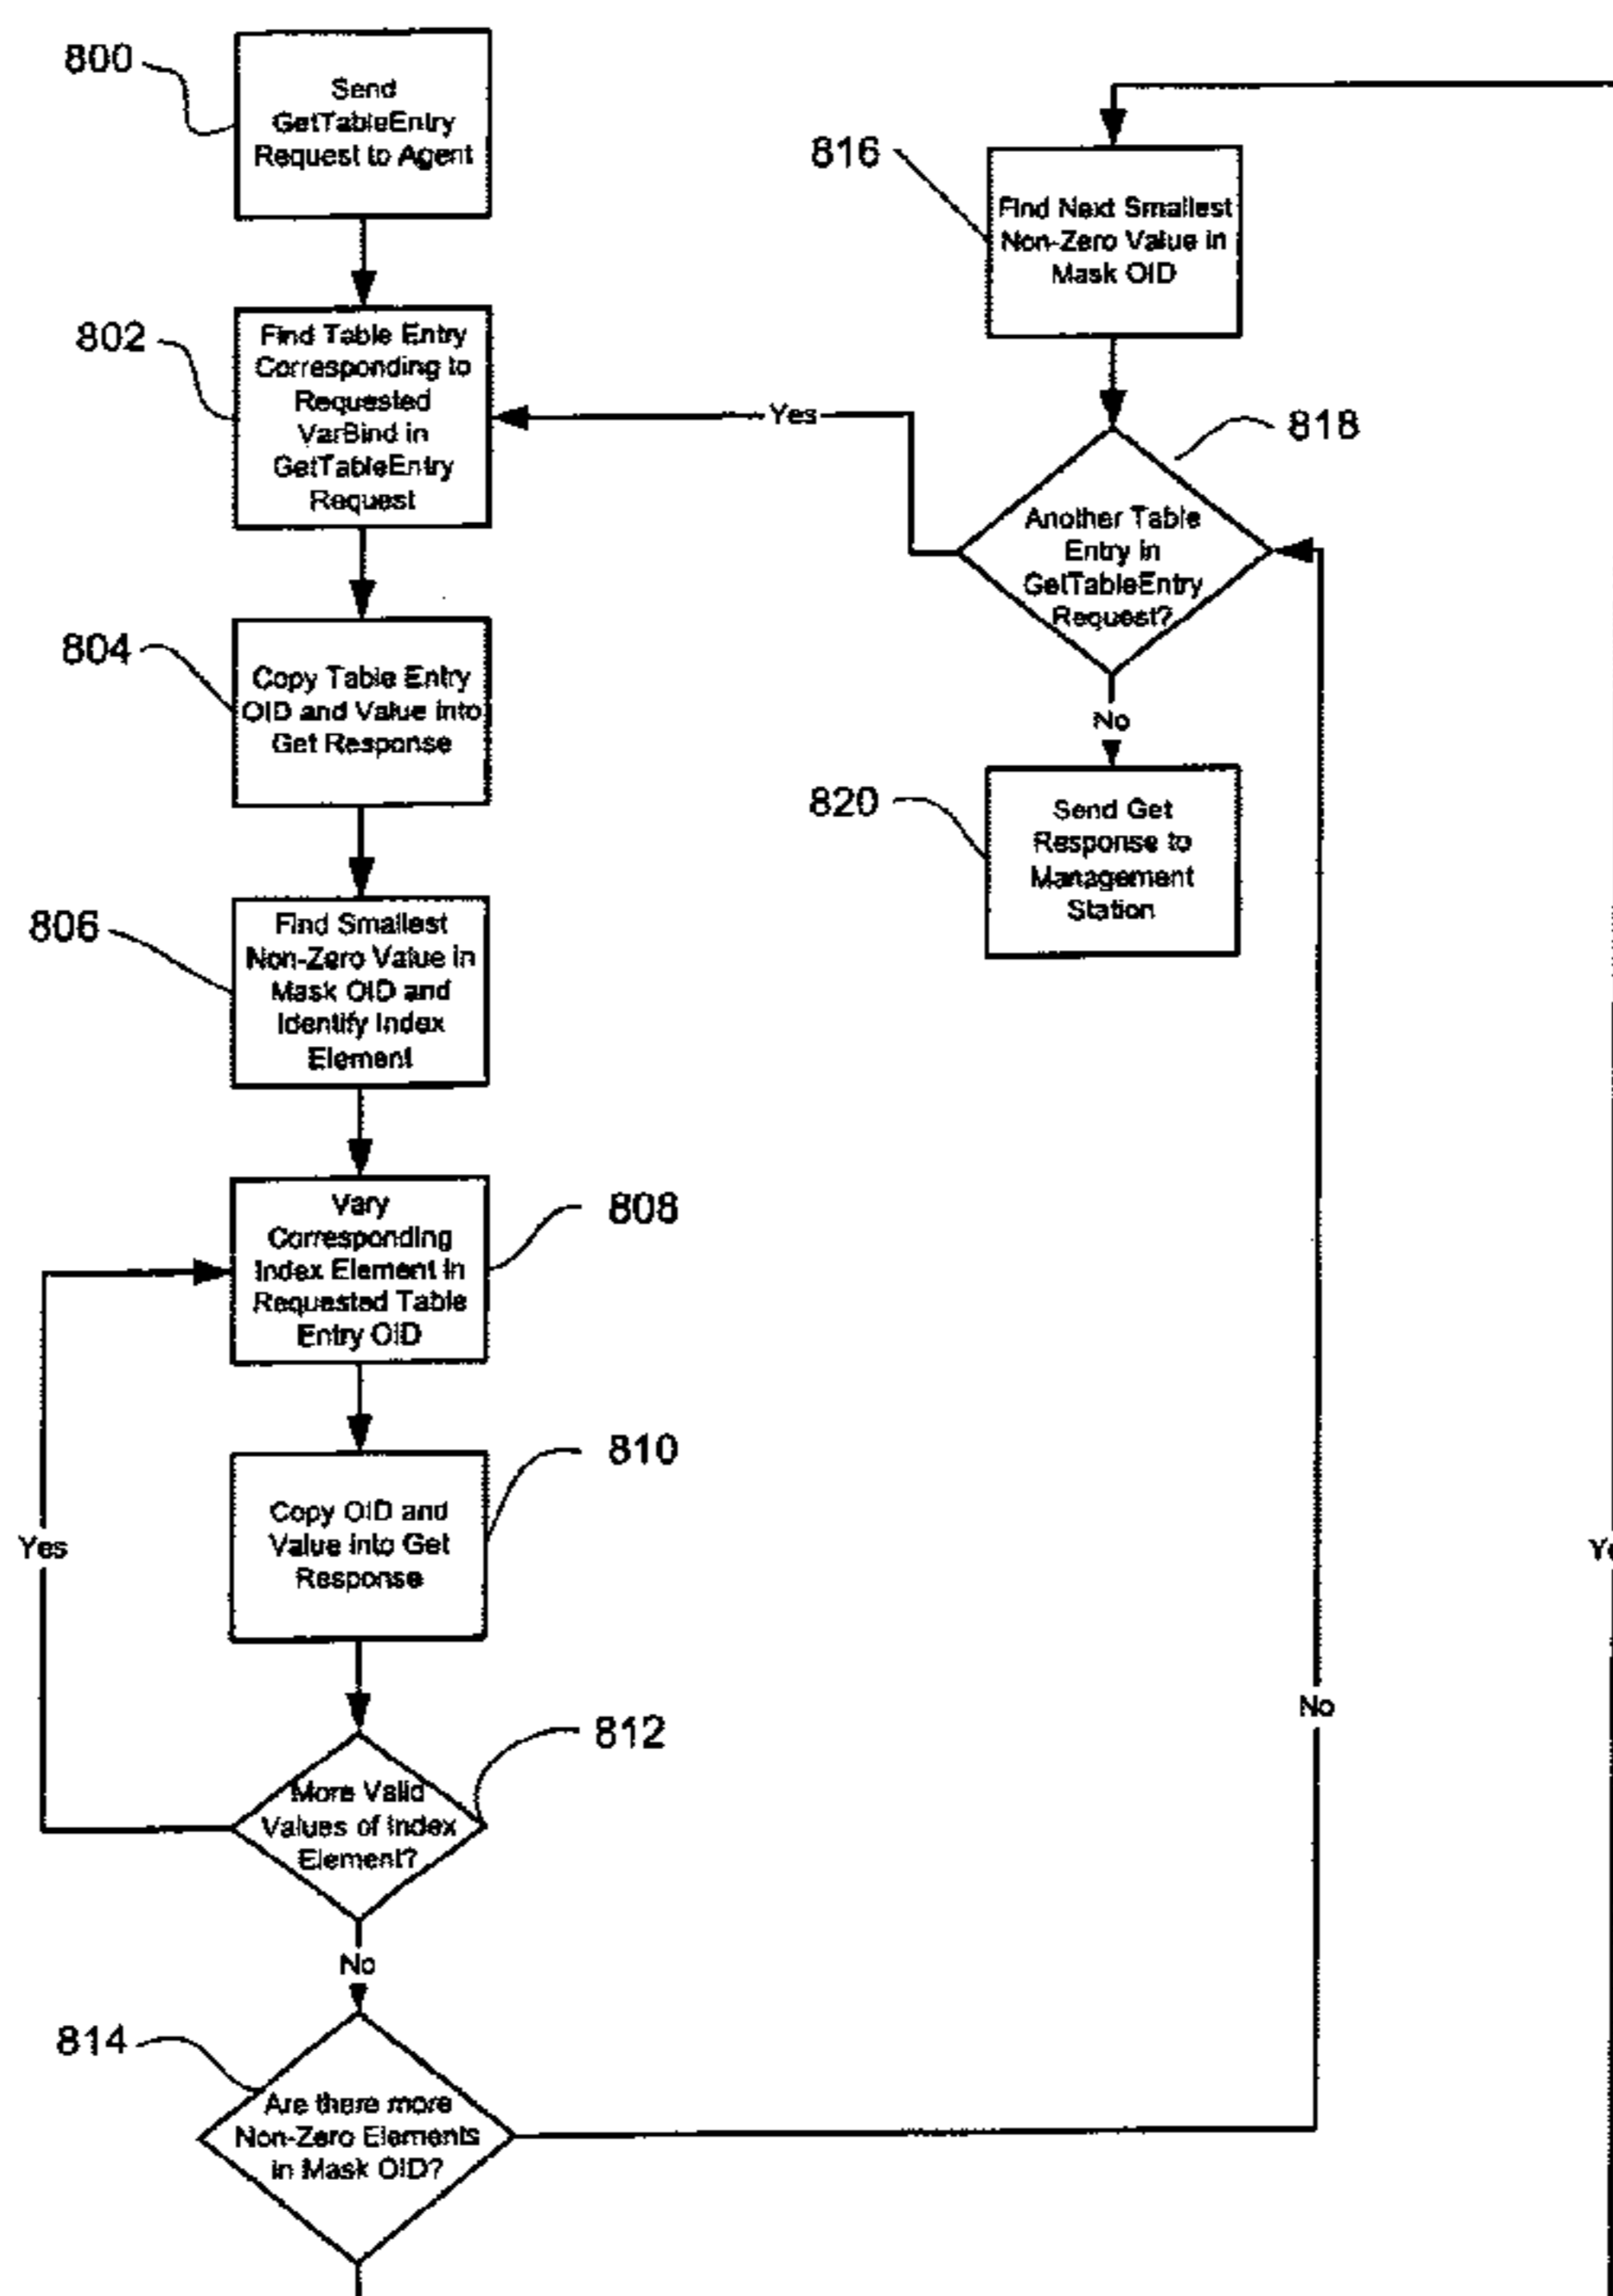 800
Send
GetTableEntry
Request to Agent
802
Find Table Entry
Corresponding to
Requested
VarBind in
GetTableEntry
Request
804
Copy Table Entry
OID and Value into
Get Response
806
Find Smallest
Non-Zero Value in
Mask OID and
Identify Index
Element
808
Vary
Corresponding
Index Element in
Requested Table
Entry OID
810
Copy OID and
Value into Get
Response
812
More Valid
Values of Index
Element?
Yes
No
814
Are there more
Non-Zero Elements
in Mask OID?
No
816
Find Next Smallest
Non-Zero Value in
Mask OID
818
Another Table
Entry in
GetTableEntry
Request?
Yes
No
820
Send Get
Response to
Management
Station